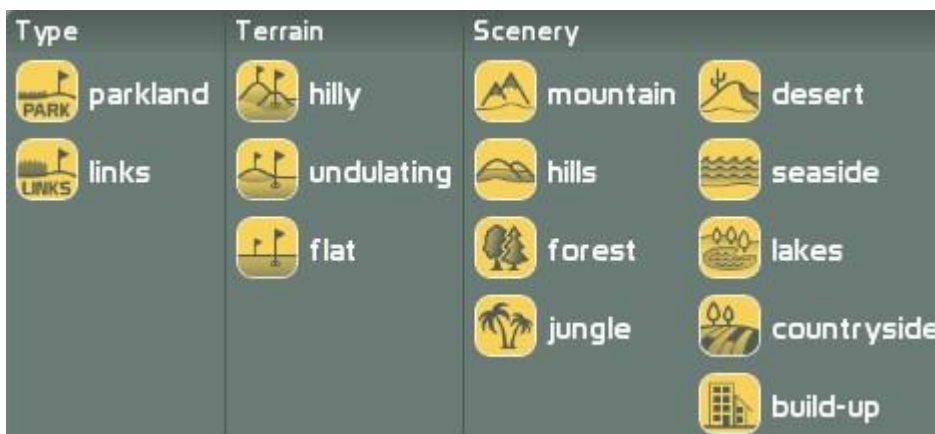 Type
PARK parkland
LINKS links
Terrain
hilly
undulating
flat
Scenery
mountain
hills
forest
jungle
desert
seaside
lakes
countryside
build-up